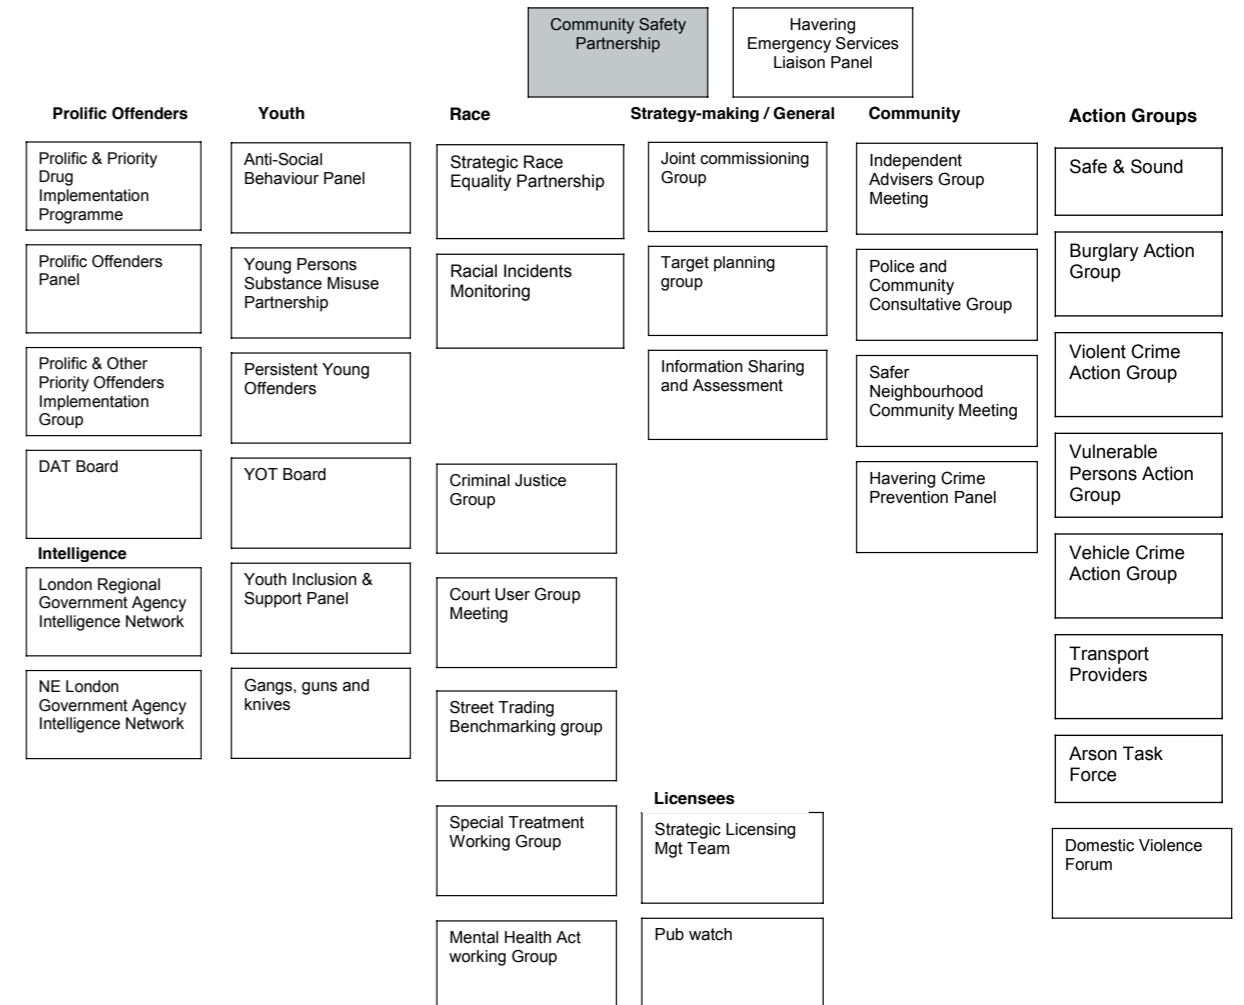 Community Safety
Partnership
Havering
Emergency Services
Liaison Panel
Prolific Offenders
Prolific & Priority
Drug
Implementation
Programme
Prolific Offenders
Panel
Prolific & Other
Priority Offenders
Implementation
Group
DAT Board
Intelligence
London Regional
Government Agency
Intelligence Network
NE London
Government Agency
Intelligence Network
Youth
Anti-Social
Behaviour Panel
Young Persons
Substance Misuse
Partnership
Persistent Young
Offenders
YOT Board
Youth Inclusion &
Support Panel
Gangs, guns and
knives
Race
Strategic Race
Equality Partnership
Racial Incidents
Monitoring
Criminal Justice
Group
Court User Group
Meeting
Street Trading
Benchmarking group
Special Treatment
Working Group
Mental Health Act
working Group
Strategy-making / General
Joint commissioning
Group
Target planning
group
Information Sharing
and Assessment
Licensees
Strategic Licensing
Mgt Team
Pub watch
Community
Independent
Advisers Group
Meeting
Police and
Community
Consultative Group
Safer
Neighbourhood
Community Meeting
Havering Crime
Prevention Panel
Action Groups
Safe & Sound
Burglary Action
Group
Violent Crime
Action Group
Vulnerable
Persons Action
Group
Vehicle Crime
Action Group
Transport
Providers
Arson Task
Force
Domestic Violence
Forum